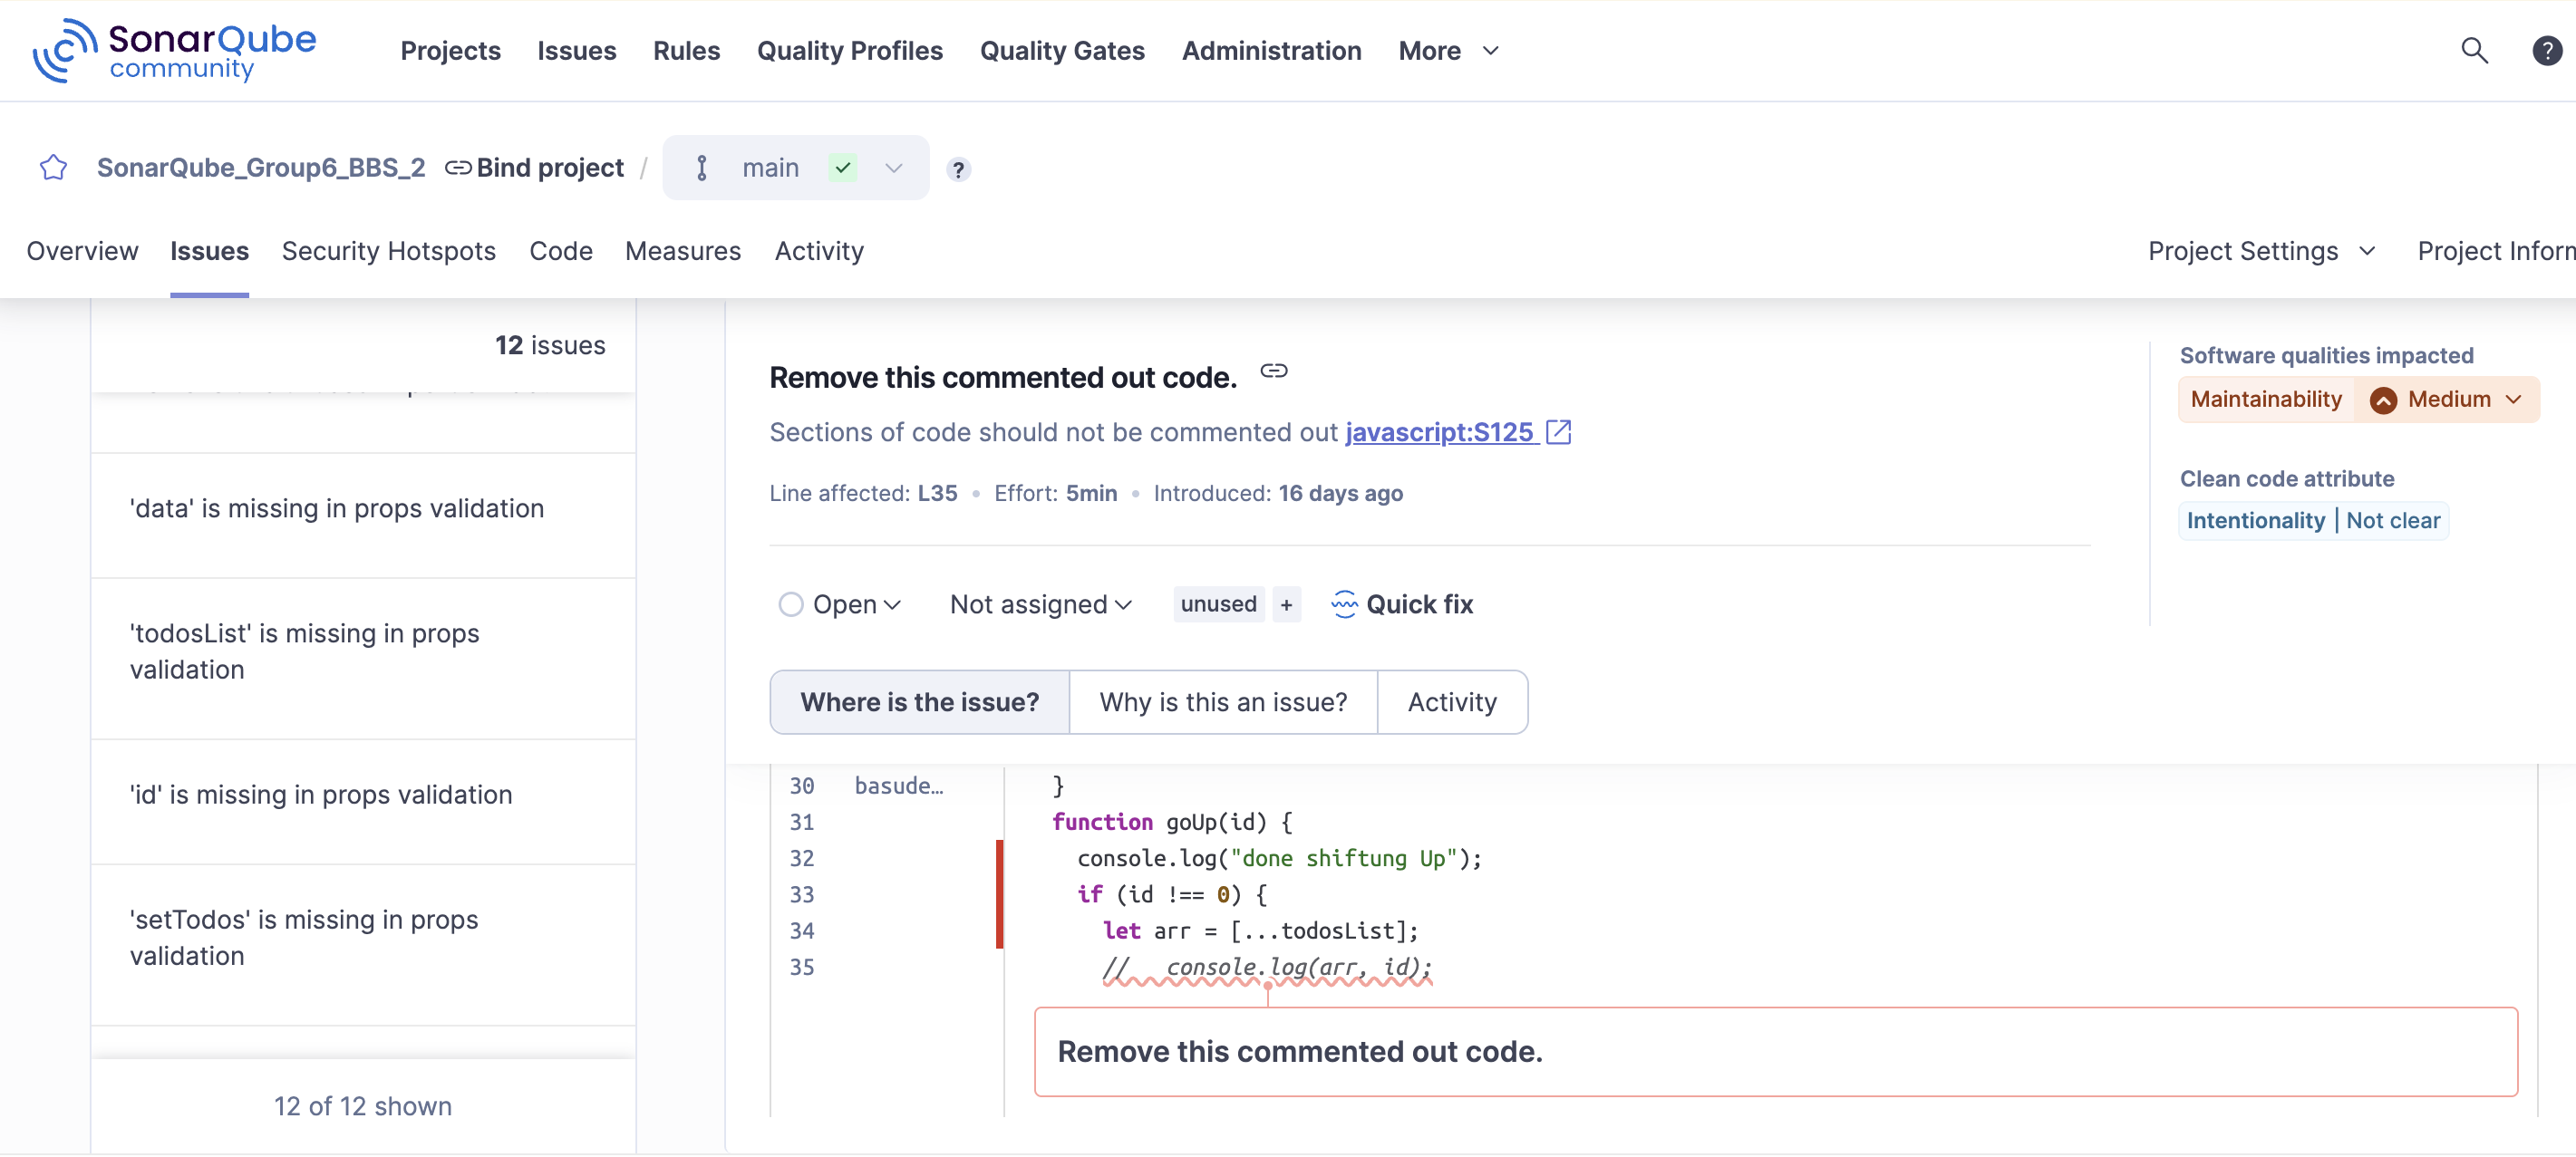 SonarQube
community
Projects Issues Rules Quality Profiles Quality Gates Administration More
?
SonarQube_Group6_BBS_2 Bind project / main ?
Overview Issues Security Hotspots Code Measures Activity Project Settings Project Inform
12 issues
'data' is missing in props validation
'todosList' is missing in props
validation
'id' is missing in props validation
'setTodos' is missing in props
validation
12 of 12 shown
Remove this commented out code.
Sections of code should not be commented out javascript:S125
Line affected: L35 • Effort: 5min • Introduced: 16 days ago
Open Not assigned unused + Quick fix
Where is the issue? Why is this an issue? Activity
30 basude… }
31 function goUp(id) {
32 console.log("done shiftung Up");
33 if (id !== 0) {
34 let arr = [...todosList];
35 // console.log(arr, id);
Remove this commented out code.
Software qualities impacted
Maintainability Medium
Clean code attribute
Intentionality | Not clear